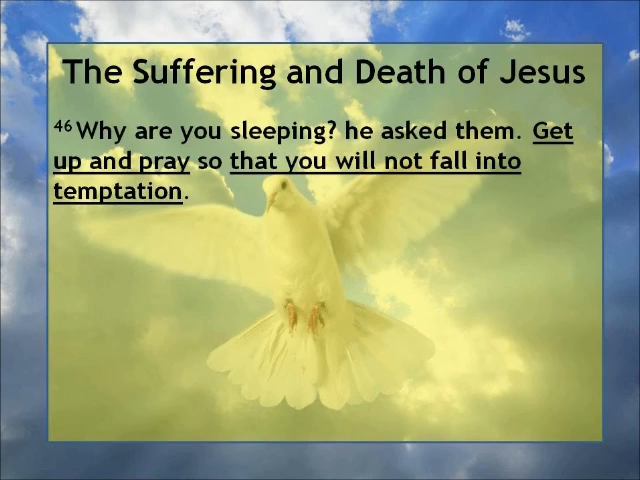 The Suffering and Death of Jesus
46 Why are you sleeping? he asked them. Get
up and pray so that you will not fall into
temptation.